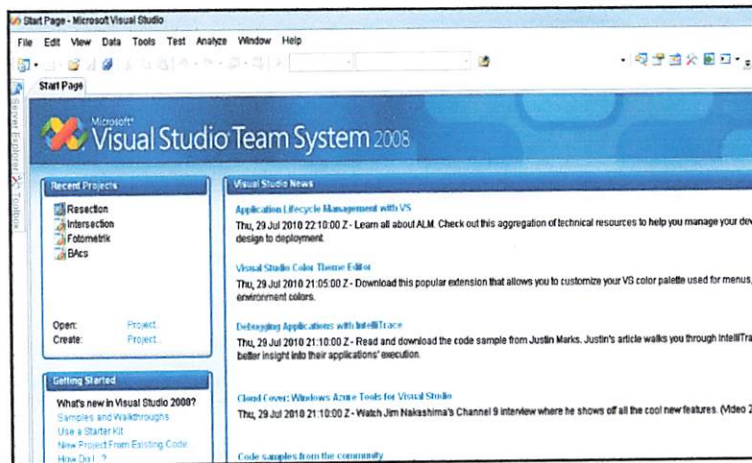 Start Page - Microsoft Visual Studio
File Edit View Data Tools Test Analyze Window Help
Start Page
Server Explorer
Toolbox
Microsoft®
Visual Studio Team System 2008
Recent Projects
Resection
Intersection
Fotometrik
BAcs
Open: Project...
Create: Project...
Getting Started
What's new in Visual Studio 2008?
Samples and Walkthroughs
Use a Starter Kit
New Project From Existing Code...
How Do I ...?
Visual Studio News
Application Lifecycle Management with VS
Thu, 29 Jul 2010 22:10:00 Z - Learn all about ALM. Check out this aggregation of technical resources to help you manage your
design to deployment.
Visual Studio Color Theme Editor
Thu, 29 Jul 2010 21:05:00 Z - Download this popular extension that allows you to customize your VS color palette used for menus,
environment colors.
Debugging Applications with IntelliTrace
Thu, 29 Jul 2010 21:10:00 Z - Read and download the code sample from Justin Marks. Justin's article walks you through
better insight into their applications' execution.
Cloud Cover: Windows Azure Tools for Visual Studio
Thu, 29 Jul 2010 21:10:00 Z - Watch Jim Nakashima's Channel 9 interview where he shows off all the cool new features. (Video
Code samples from the community